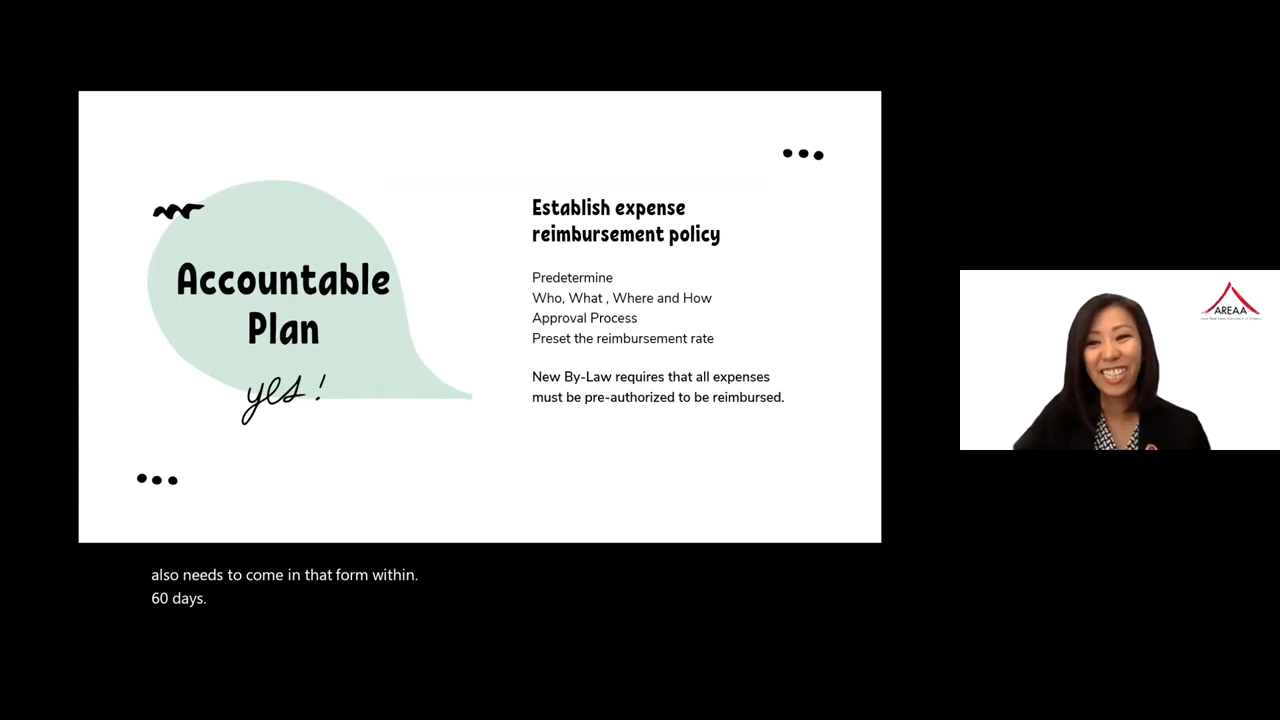 Accountable
Plan
yes!
Establish expense
reimbursement policy
Predetermine
Who, What , Where and How
Approval Process
Preset the reimbursement rate
New By-Law requires that all expenses
must be pre-authorized to be reimbursed.
AREAA
also needs to come in that form within.
60 days.